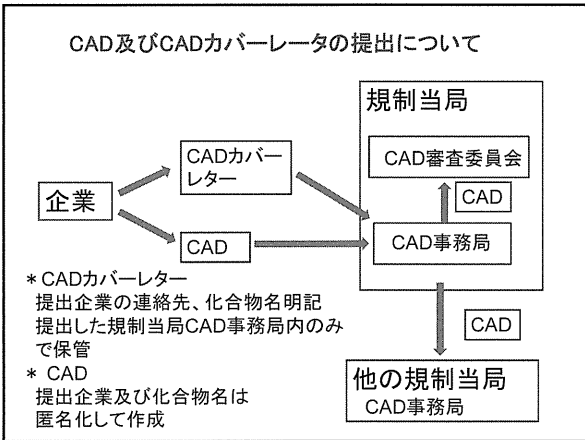 CAD及びCADカバーレータの提出について
規制当局
CADカバー
レター
CAD審査委員会
企業
CAD
CAD
CAD事務局
* CADカバーレター
提出企業の連絡先、化合物名明記
提出した規制当局CAD事務局内のみ
で保管
* CAD
提出企業及び化合物名は
匿名化して作成
CAD
他の規制当局
CAD事務局